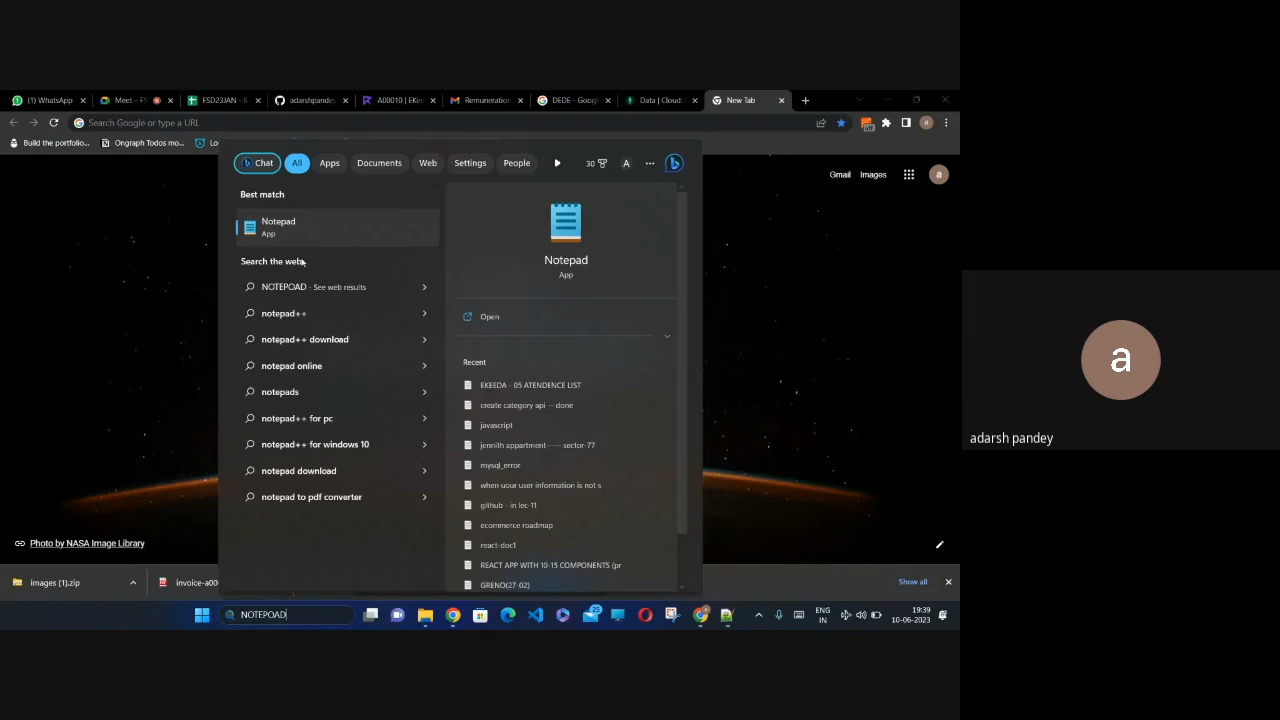 (1) WhatsApp
Meet – FS
FSD23JAN - 6
adarshpande
A00010 | EKee
Remuneration
DEDE - Googl
Data | Cloud:
New Tab
Search Google or type a URL
a
Build the portfolio...
Ongraph Todos mo...
Lo
Chat
All
Apps
Documents
Web
Settings
People
30
A
Gmail
Images
a
Best match
Notepad
App
Search the web
NOTEPOAD - See web results
notepad++
notepad++ download
notepad online
notepads
notepad++ for pc
notepad++ for windows 10
notepad download
notepad to pdf converter
Notepad
App
Open
Recent
EKEEDA - 05 ATENDENCE LIST
create category api -- done
javascript
jennith appartment---- sector-77
mysql_error
when uour user information is not s
github - in lec-11
ecommerce roadmap
react-doc1
REACT APP WITH 10-15 COMPONENTS (pr
GRENO(27-02)
Photo by NASA Image Library
images (1).zip
invoice-a00
Show all
NOTEPOAD
25
ENG
IN
19:39
10-06-2023
a
adarsh pandey